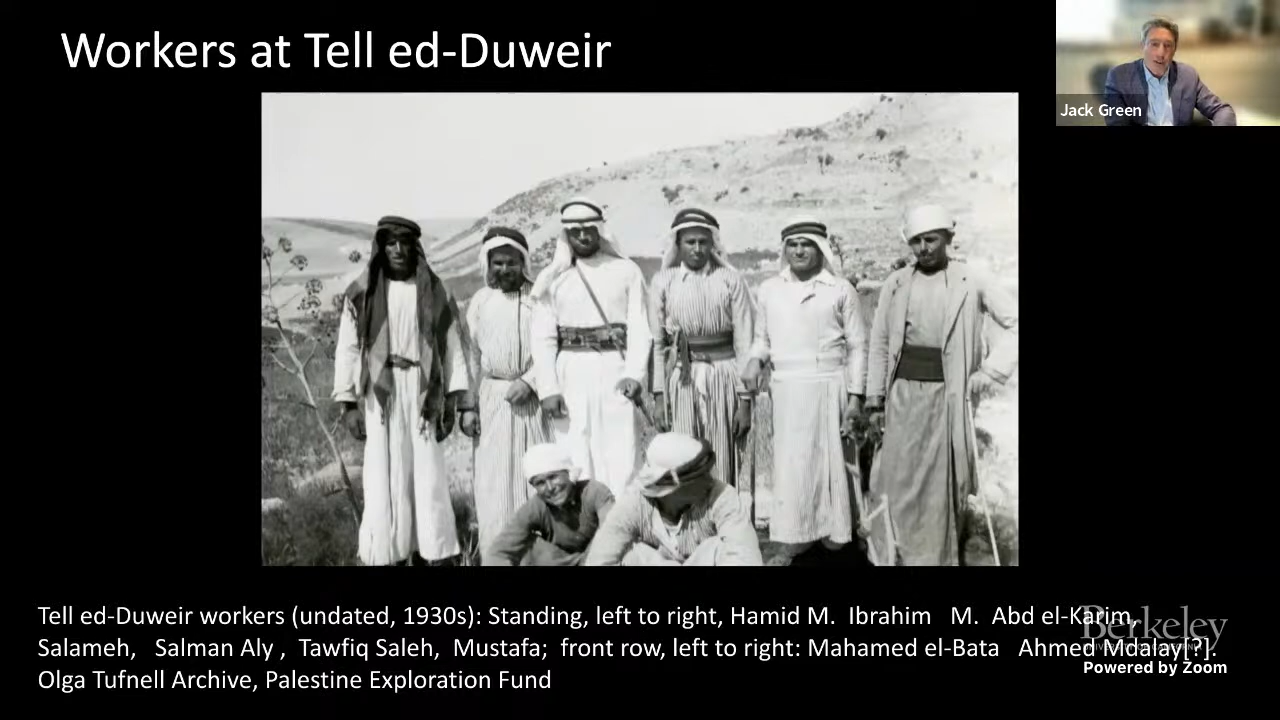 Workers at Tell ed-Duweir
Jack Green
Tell ed-Duweir workers (undated, 1930s): Standing, left to right, Hamid M. Ibrahim M. Abd el-Karim,
Salameh, Salman Aly , Tawfiq Saleh, Mustafa; front row, left to right: Mahamed el-Bata Ahmed Mdalay[?].
Olga Tufnell Archive, Palestine Exploration Fund
Berkeley
Powered by Zoom